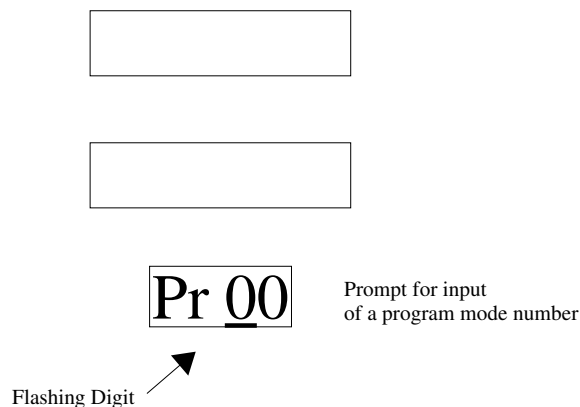 Pr 00
Prompt for input
of a program mode number
Flashing Digit